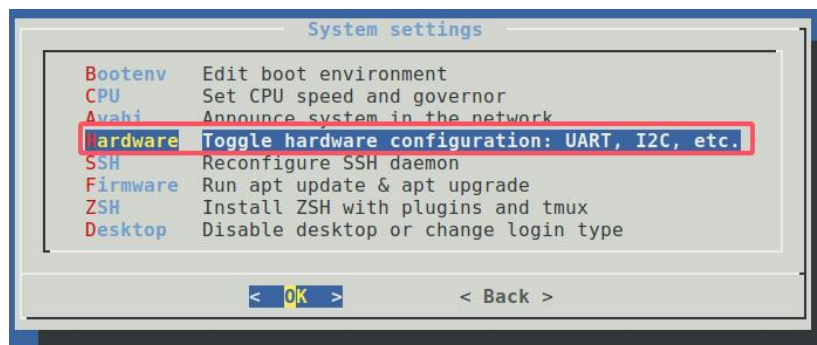 System settings
Bootenv Edit boot environment
CPU Set CPU speed and governor
Avahi Announce system in the network
Hardware Toggle hardware configuration: UART, I2C, etc.
SSH Reconfigure SSH daemon
Firmware Run apt update & apt upgrade
ZSH Install ZSH with plugins and tmux
Desktop Disable desktop or change login type
< OK > < Back >